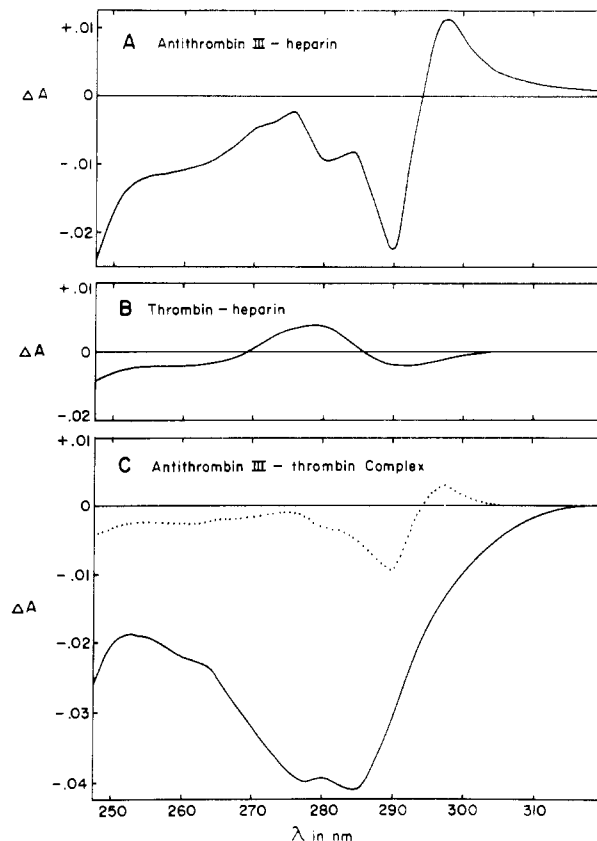 +.01
A Antithrombin III – heparin
ΔA
0
-.01
-.02
+.01
B Thrombin – heparin
ΔA
0
-.02
+.01
C Antithrombin III – thrombin Complex
0
-.01
ΔA
-.02
-.03
-.04
250 260 270 280 290 300 310
λ in nm